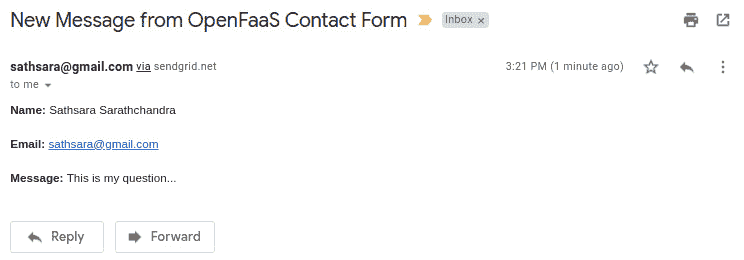 New Message from OpenFaaS Contact Form Inbox ×
sathsara@gmail.com via sendgrid.net 3:21 PM (1 minute ago)
to me
Name: Sathsara Sarathchandra
Email: sathsara@gmail.com
Message: This is my question...
Reply Forward